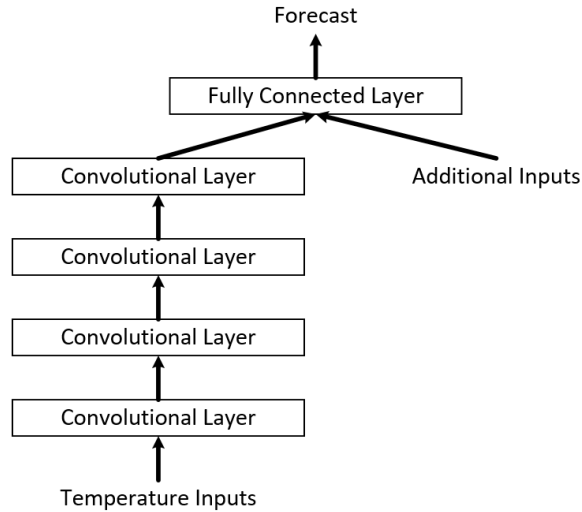 Forecast
Fully Connected Layer
Convolutional Layer
Additional Inputs
Convolutional Layer
Convolutional Layer
Convolutional Layer
Temperature Inputs